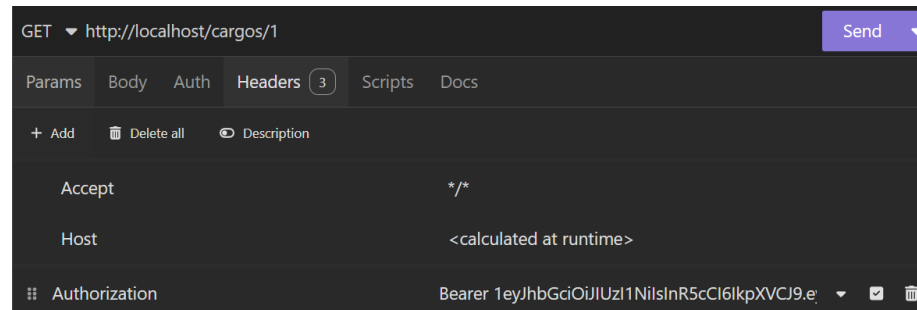 GET http://localhost/cargos/1 Send
Params Body Auth Headers 3 Scripts Docs
+ Add Delete all Description
Accept */*
Host <calculated at runtime>
Authorization Bearer 1eyJhbGciOiJIUzI1NiIsInR5cCI6IkpXVCJ9.e